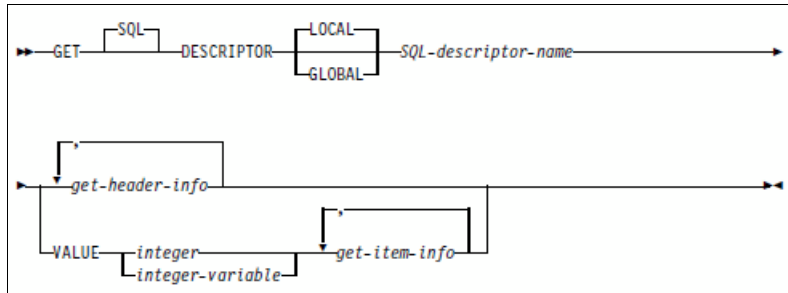 SQL LOCAL
GET DESCRIPTOR SQL-descriptor-name
GLOBAL
,
get-header-info
,
VALUE integer get-item-info
integer-variable